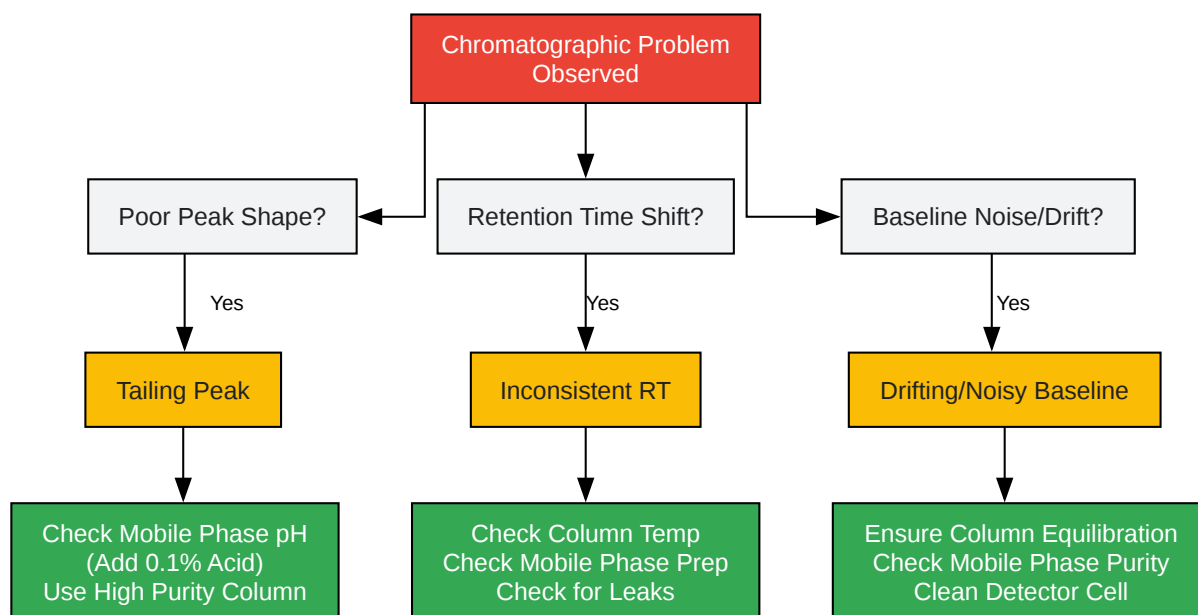 Chromatographic Problem
Observed
Poor Peak Shape?
Retention Time Shift?
Baseline Noise/Drift?
Yes
Yes
Yes
Tailing Peak
Inconsistent RT
Drifting/Noisy Baseline
Check Mobile Phase pH
(Add 0.1% Acid)
Use High Purity Column
Check Column Temp
Check Mobile Phase Prep
Check for Leaks
Ensure Column Equilibration
Check Mobile Phase Purity
Clean Detector Cell